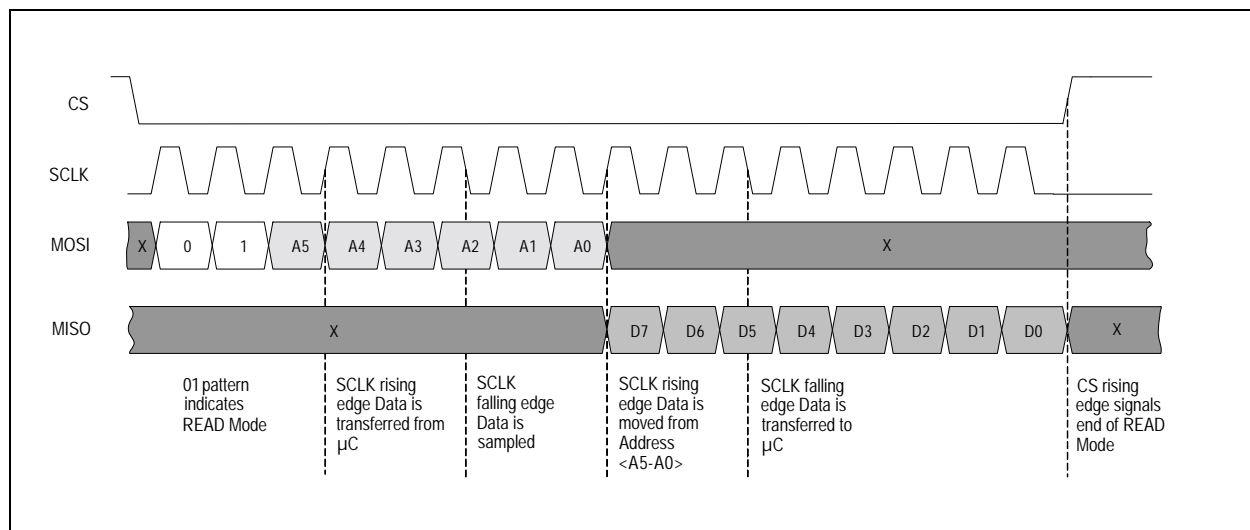 CS
SCLK
MOSI
X 0 1 A5 A4 A3 A2 A1 A0 X
MISO
X D7 D6 D5 D4 D3 D2 D1 D0 X
01 pattern
indicates
READ Mode
SCLK rising
edge Data is
transferred from
µC
SCLK
falling edge
Data is
sampled
SCLK rising
edge Data is
moved from
Address
<A5-A0>
SCLK falling
edge Data is
transferred to
µC
CS rising
edge signals
end of READ
Mode